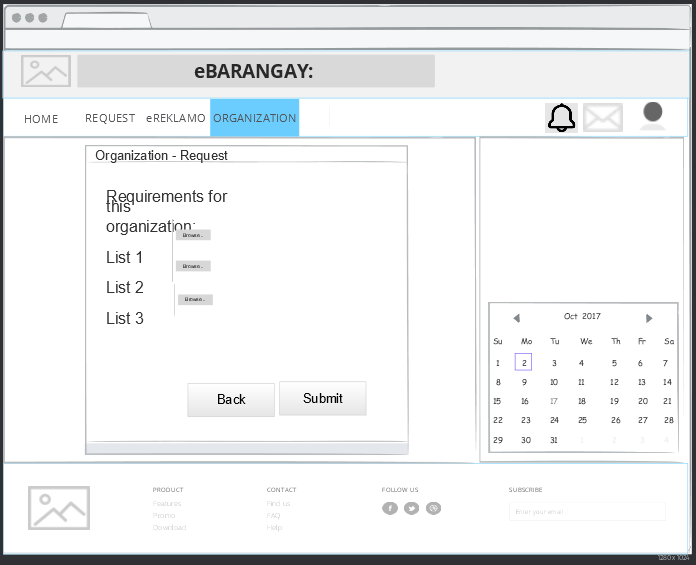 eBARANGAY:
HOME REQUEST eREKLAMO ORGANIZATION
Organization - Request
Requirements for
this
organization:
Browse..
List 1
Browse..
List 2
Browse..
List 3
Back Submit
Oct 2017
Su Mo Tu We Th Fr Sa
1 2 3 4 5 6 7
8 9 10 11 12 13 14
15 16 17 18 19 20 21
22 23 24 25 26 27 28
29 30 31 1 2 3 4
PRODUCT CONTACT FOLLOW US SUBSCRIBE
Features Find us
Promo FAQ Enter your email
Download Help
1280 x 1024